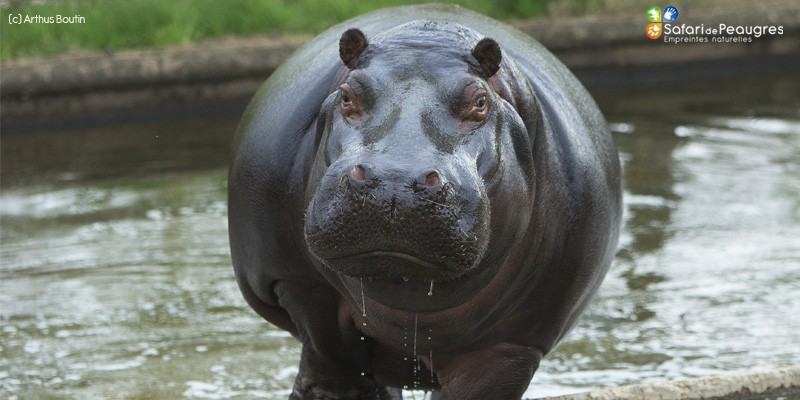 (c) Arthus Boutin
Safari de Peaugres
Empreintes naturelles